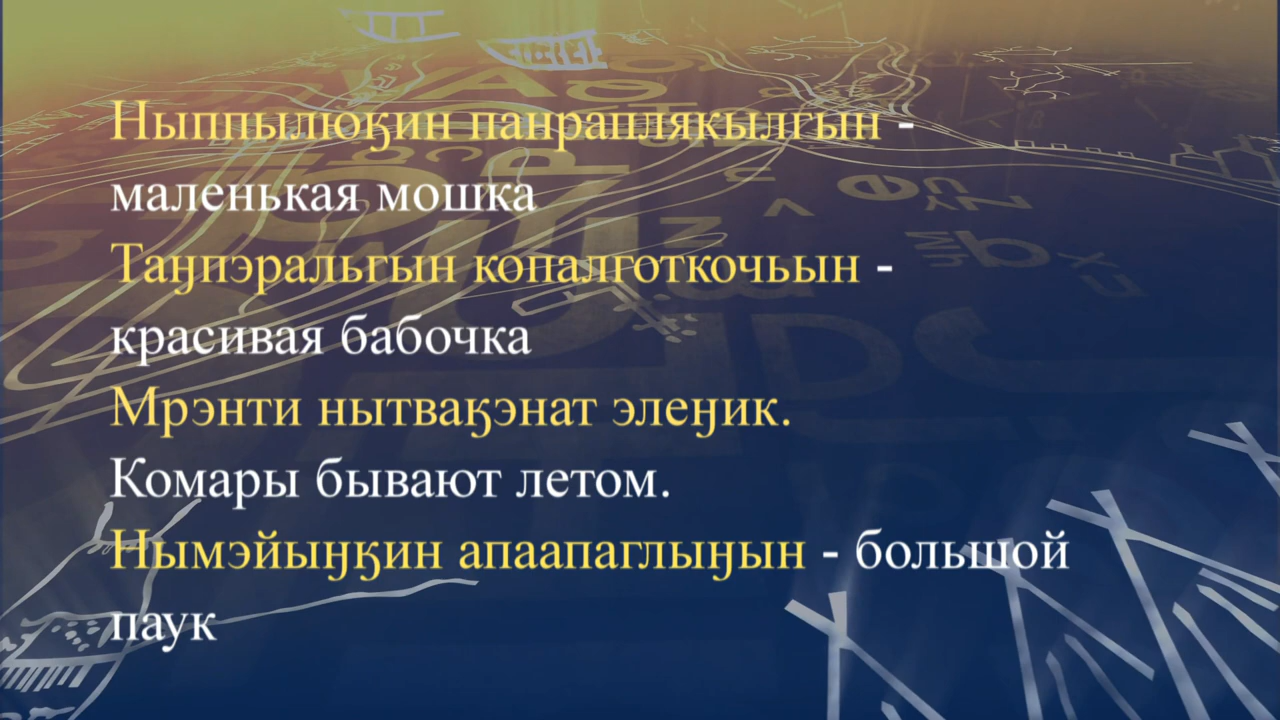 Ныппылюӄин панраплякылгын -
маленькая мошка
Таӈпэральгын копалготкочьын -
красивая бабочка
Мрэнти нытваӄэнат элеӈик.
Комары бывают летом.
Нымэйыӈӄин апаапаглыӈын - большой
паук